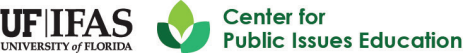 UF|IFAS
UNIVERSITY of FLORIDA
Center for
Public Issues Education